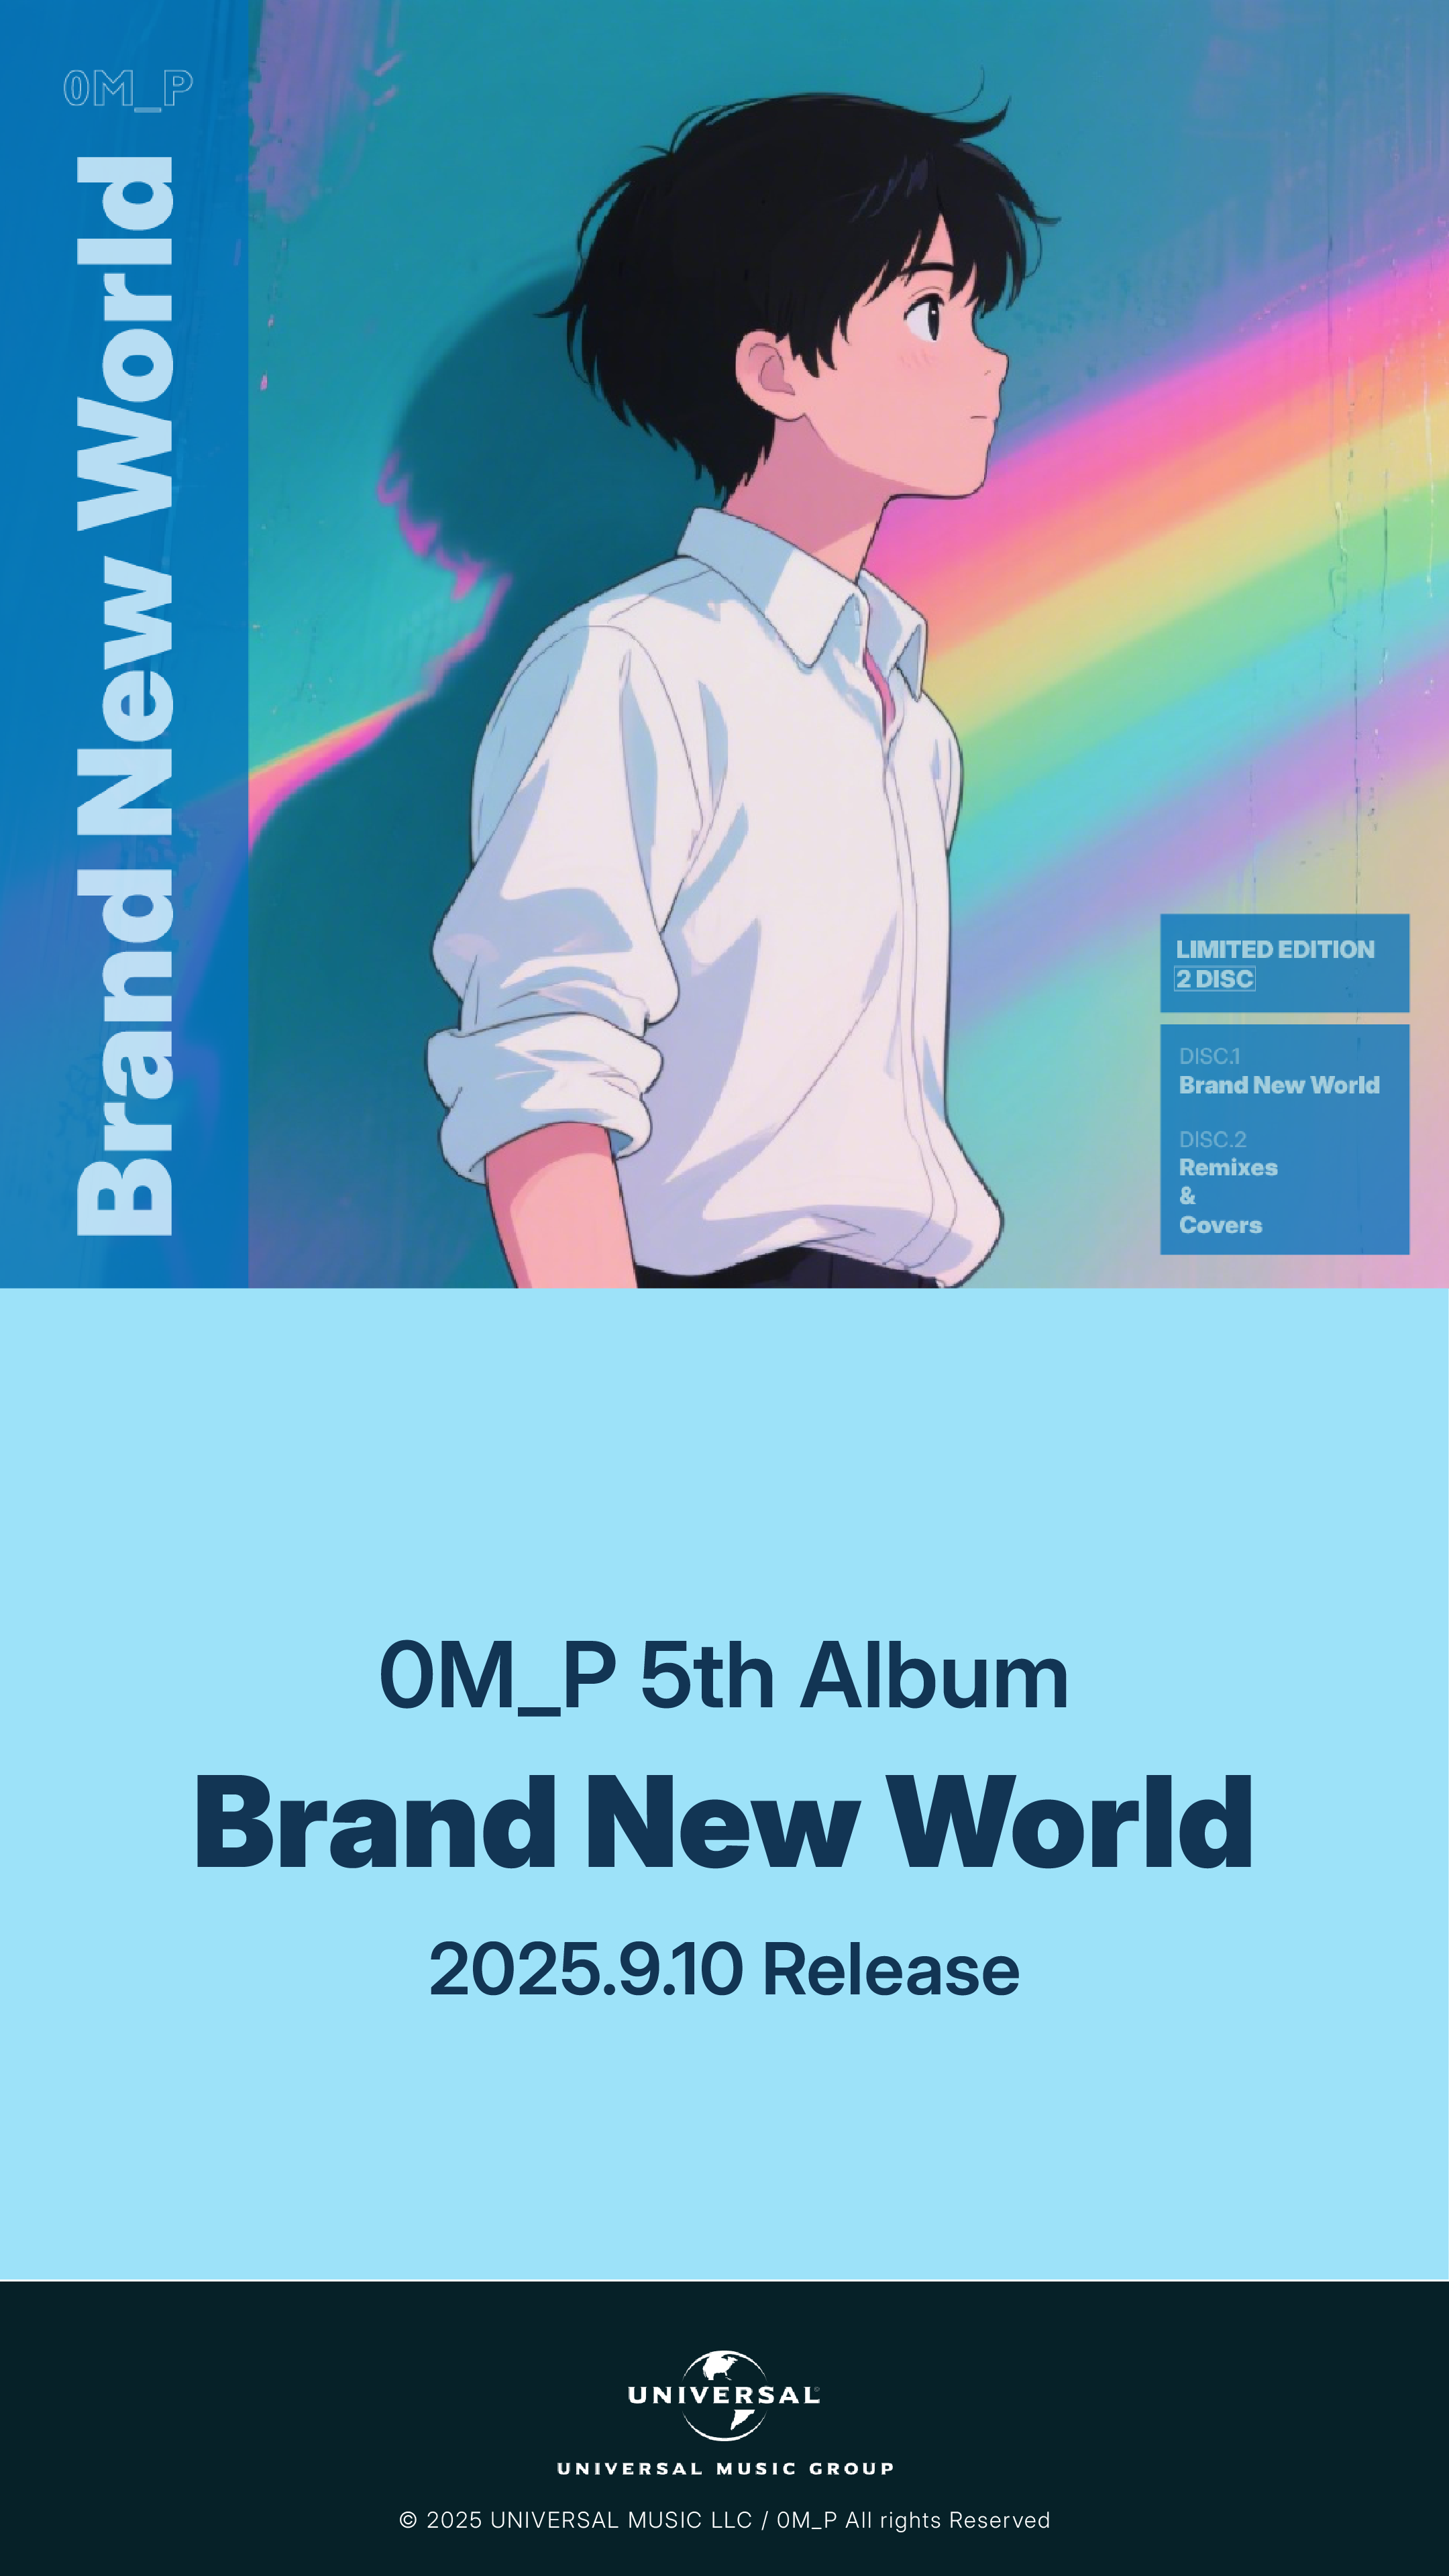 0M_P
Brand New World
LIMITED EDITION
2 DISC
DISC.1
Brand New World
DISC.2
Remixes
&
Covers
0M_P 5th Album
Brand New World
2025.9.10 Release
UNIVERSAL
UNIVERSAL MUSIC GROUP
© 2025 UNIVERSAL MUSIC LLC / 0M_P All rights Reserved